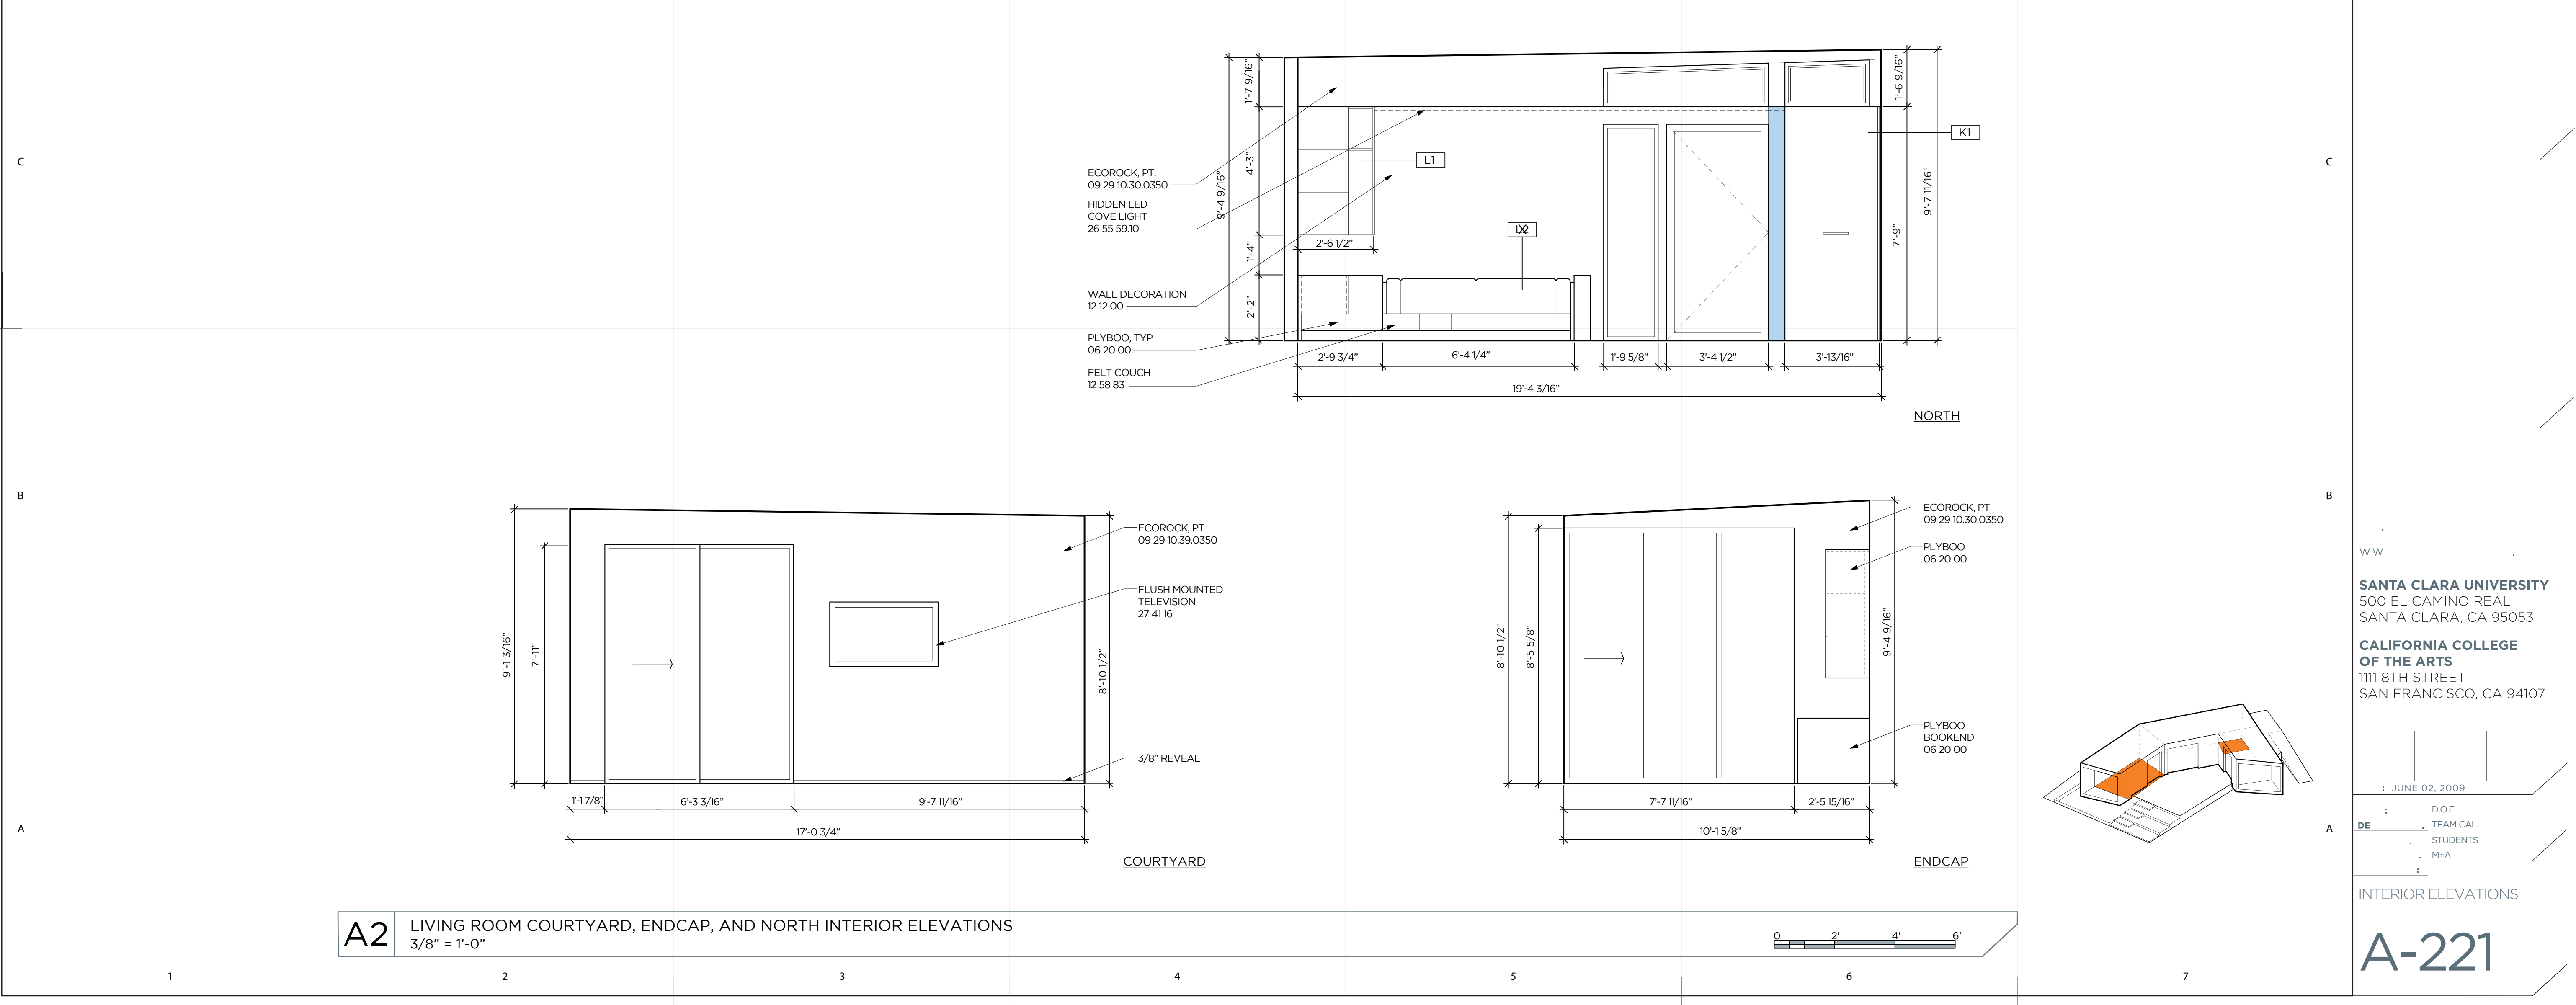 1'-7 9/16"
4'-3"
9'-4 9/16"
1'-4"
2'-2"
2'-6 1/2"
1'-6 9/16"
9'-7 11/16"
7'-9"
K1
L1
ECOROCK, PT.
09 29 10.30.0350
HIDDEN LED
COVE LIGHT
26 55 59.10
WALL DECORATION
12 12 00
PLYBOO, TYP
06 20 00
FELT COUCH
12 58 83
2'-9 3/4"
6'-4 1/4"
1'-9 5/8"
3'-4 1/2"
3'-13/16"
19'-4 3/16"
NORTH
C
C
B
B
A
A
9'-1 3/16"
7'-11"
8'-10 1/2"
ECOROCK, PT
09 29 10.39.0350
FLUSH MOUNTED
TELEVISION
27 41 16
3/8" REVEAL
1'-1 7/8"
6'-3 3/16"
9'-7 11/16"
17'-0 3/4"
COURTYARD
8'-10 1/2"
8'-5 5/8"
9'-4 9/16"
ECOROCK, PT
09 29 10.30.0350
PLYBOO
06 20 00
PLYBOO
BOOKEND
06 20 00
7'-7 11/16"
2'-5 15/16"
10'-1 5/8"
ENDCAP
A2
LIVING ROOM COURTYARD, ENDCAP, AND NORTH INTERIOR ELEVATIONS
3/8" = 1'-0"
0 2' 4' 6'
1 2 3 4 5 6 7
W W .
SANTA CLARA UNIVERSITY
500 EL CAMINO REAL
SANTA CLARA, CA 95053
CALIFORNIA COLLEGE
OF THE ARTS
1111 8TH STREET
SAN FRANCISCO, CA 94107
: JUNE 02, 2009
: D.O.E
DE . TEAM CAL.
. STUDENTS
. M+A
:
INTERIOR ELEVATIONS
A-221